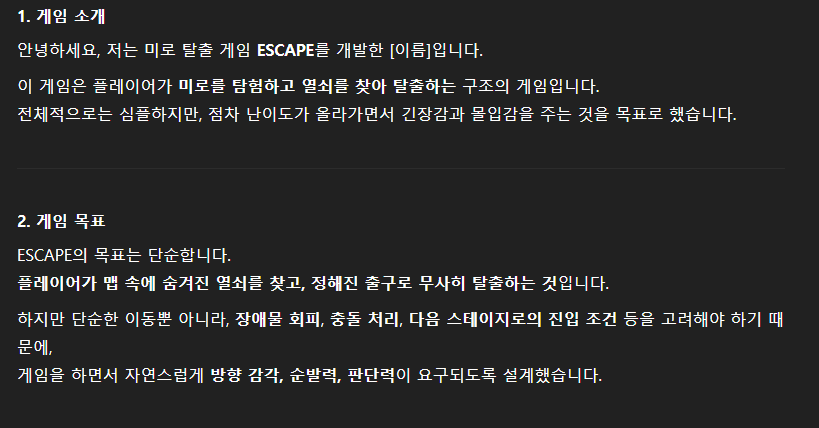 1. 게임 소개
안녕하세요, 저는 미로 탈출 게임 ESCAPE를 개발한 [이름]입니다.
이 게임은 플레이어가 미로를 탐험하고 열쇠를 찾아 탈출하는 구조의 게임입니다.
전체적으로는 심플하지만, 점차 난이도가 올라가면서 긴장감과 몰입감을 주는 것을 목표로 했습니다.
2. 게임 목표
ESCAPE의 목표는 단순합니다.
플레이어가 맵 속에 숨겨진 열쇠를 찾고, 정해진 출구로 무사히 탈출하는 것입니다.
하지만 단순한 이동뿐 아니라, 장애물 회피, 충돌 처리, 다음 스테이지로의 진입 조건 등을 고려해야 하기 때
문에,
게임을 하면서 자연스럽게 방향 감각, 순발력, 판단력이 요구되도록 설계했습니다.